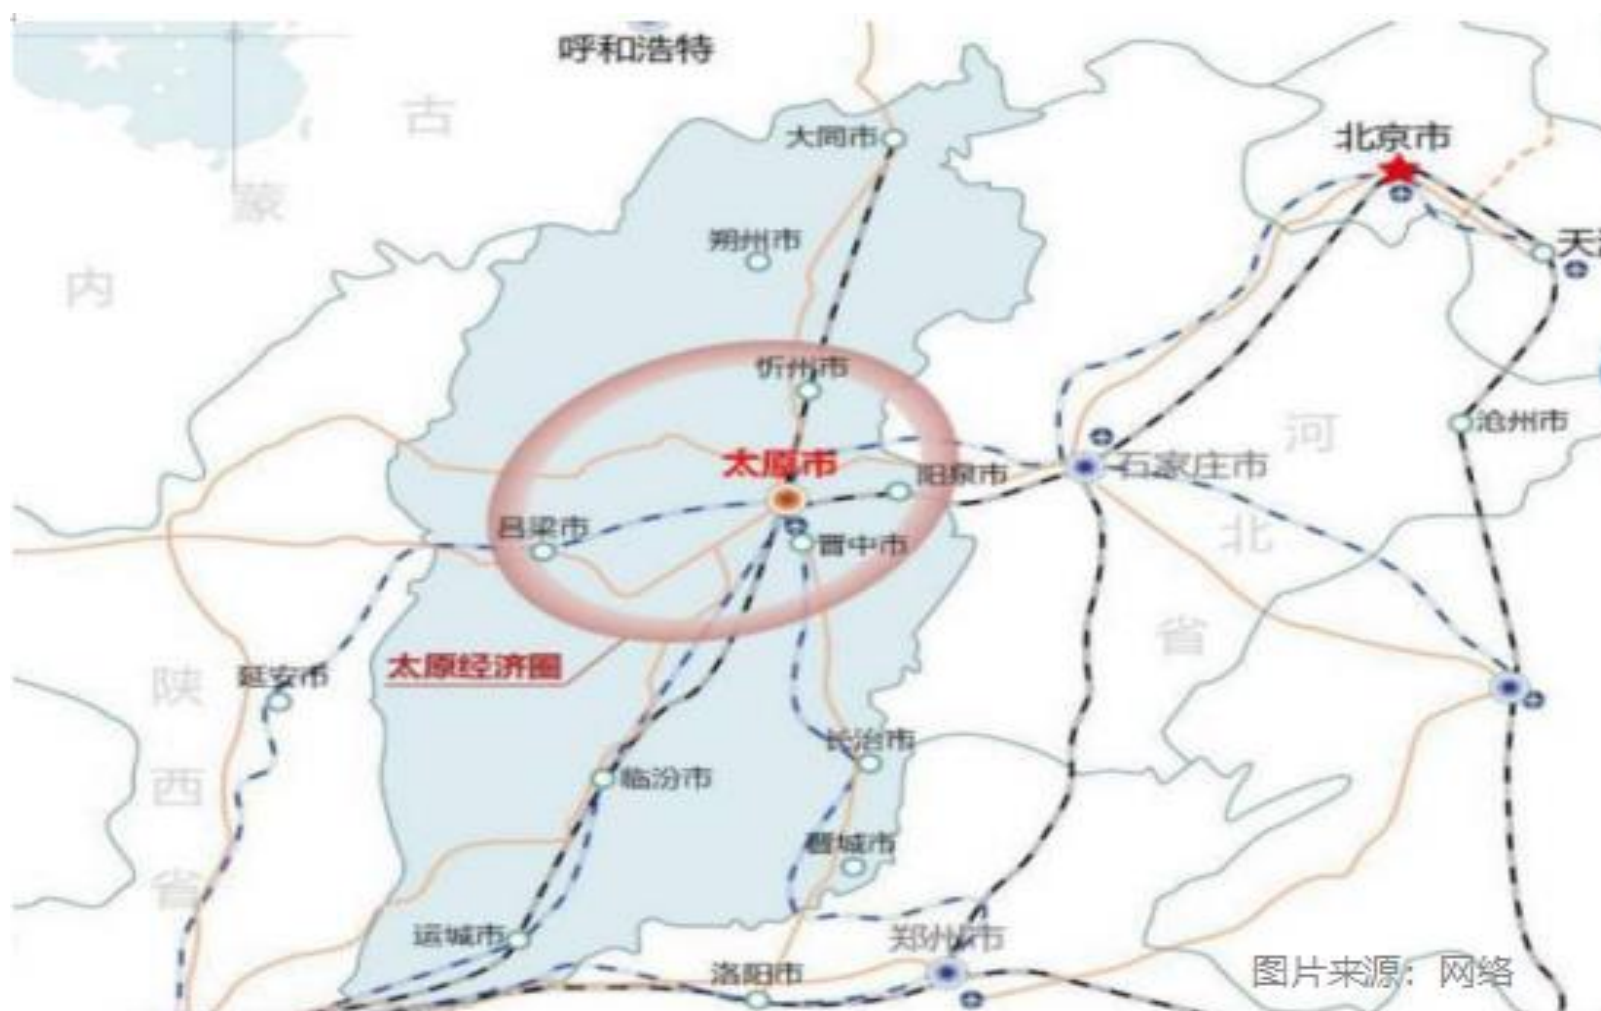 呼和浩特
古
大同市
北京市
蒙
朔州市
内
忻州市
太原市
阳泉市
石家庄市
沧州市
河
吕梁市
晋中市
北
省
太原经济圈
延安市
陕
西
省
长治市
临汾市
晋城市
运城市
郑州市
洛阳市
图片来源：网络